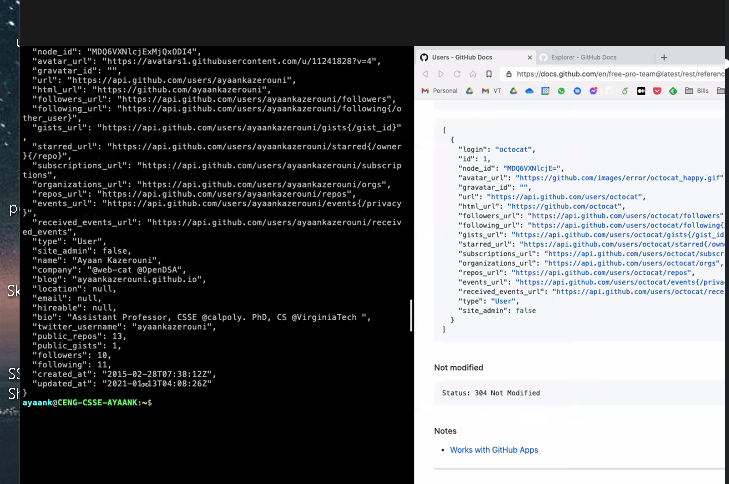 "node_id": "MDQ6VXNlcjExMjQxODI4",
"avatar_url": "https://avatars1.githubusercontent.com/u/11241828?v=4",
"gravatar_id": "",
"url": "https://api.github.com/users/ayaankazerouni",
"html_url": "https://github.com/ayaankazerouni",
"followers_url": "https://api.github.com/users/ayaankazerouni/followers",
"following_url": "https://api.github.com/users/ayaankazerouni/following{/o
ther_user}",
"gists_url": "https://api.github.com/users/ayaankazerouni/gists{/gist_id}"
,
"starred_url": "https://api.github.com/users/ayaankazerouni/starred{/owner
}{/repo}",
"subscriptions_url": "https://api.github.com/users/ayaankazerouni/subscrip
tions",
"organizations_url": "https://api.github.com/users/ayaankazerouni/orgs",
"repos_url": "https://api.github.com/users/ayaankazerouni/repos",
"events_url": "https://api.github.com/users/ayaankazerouni/events{/privacy
}",
"received_events_url": "https://api.github.com/users/ayaankazerouni/receiv
ed_events",
"type": "User",
"site_admin": false,
"name": "Ayaan Kazerouni",
"company": "@web-cat @OpenDSA",
"blog": "ayaankazerouni.github.io",
"location": null,
"email": null,
"hireable": null,
"bio": "Assistant Professor, CSSE @calpoly. PhD, CS @VirginiaTech ",
"twitter_username": "ayaankazerouni",
"public_repos": 13,
"public_gists": 1,
"followers": 10,
"following": 11,
"created_at": "2015-02-28T07:38:12Z",
"updated_at": "2021-01-13T04:08:26Z"
}
ayaank@CENG-CSSE-AYAANK:~$
Users - GitHub Docs
Explorer - GitHub Docs
https://docs.github.com/en/free-pro-team@latest/rest/referenc
Personal
VT
Bills
[
{
"login": "octocat",
"id": 1,
"node_id": "MDQ6VXNlcjE=",
"avatar_url": "https://github.com/images/error/octocat_happy.gif"
"gravatar_id": "",
"url": "https://api.github.com/users/octocat",
"html_url": "https://github.com/octocat",
"followers_url": "https://api.github.com/users/octocat/followers"
"following_url": "https://api.github.com/users/octocat/following{
"gists_url": "https://api.github.com/users/octocat/gists{/gist_id
"starred_url": "https://api.github.com/users/octocat/starred{/own
"subscriptions_url": "https://api.github.com/users/octocat/subscr
"organizations_url": "https://api.github.com/users/octocat/orgs",
"repos_url": "https://api.github.com/users/octocat/repos",
"events_url": "https://api.github.com/users/octocat/events{/priva
"received_events_url": "https://api.github.com/users/octocat/rece
"type": "User",
"site_admin": false
}
]
Not modified
Status: 304 Not Modified
Notes
Works with GitHub Apps